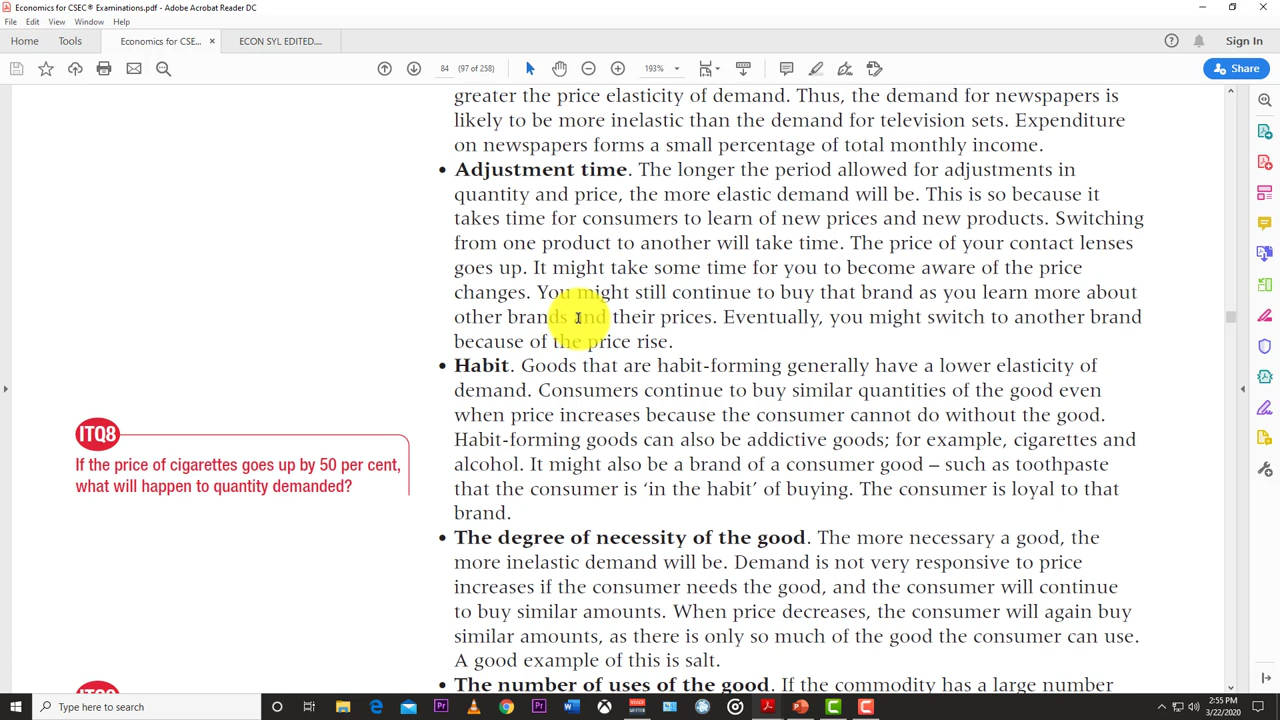 Economics for CSEC® Examinations.pdf - Adobe Acrobat Reader DC
File Edit View Window Help
Home Tools Economics for CSE... × ECON SYL EDITED.... Sign In
84 (97 of 258) 193% Share
greater the price elasticity of demand. Thus, the demand for newspapers is
likely to be more inelastic than the demand for television sets. Expenditure
on newspapers forms a small percentage of total monthly income.
• Adjustment time. The longer the period allowed for adjustments in
quantity and price, the more elastic demand will be. This is so because it
takes time for consumers to learn of new prices and new products. Switching
from one product to another will take time. The price of your contact lenses
goes up. It might take some time for you to become aware of the price
changes. You might still continue to buy that brand as you learn more about
other brands and their prices. Eventually, you might switch to another brand
because of the price rise.
• Habit. Goods that are habit-forming generally have a lower elasticity of
demand. Consumers continue to buy similar quantities of the good even
when price increases because the consumer cannot do without the good.
Habit-forming goods can also be addictive goods; for example, cigarettes and
alcohol. It might also be a brand of a consumer good – such as toothpaste
that the consumer is ‘in the habit’ of buying. The consumer is loyal to that
brand.
ITQ8
If the price of cigarettes goes up by 50 per cent,
what will happen to quantity demanded?
• The degree of necessity of the good. The more necessary a good, the
more inelastic demand will be. Demand is not very responsive to price
increases if the consumer needs the good, and the consumer will continue
to buy similar amounts. When price decreases, the consumer will again buy
similar amounts, as there is only so much of the good the consumer can use.
A good example of this is salt.
• The number of uses of the good. If the commodity has a large number
Type here to search
2:55 PM
3/22/2020